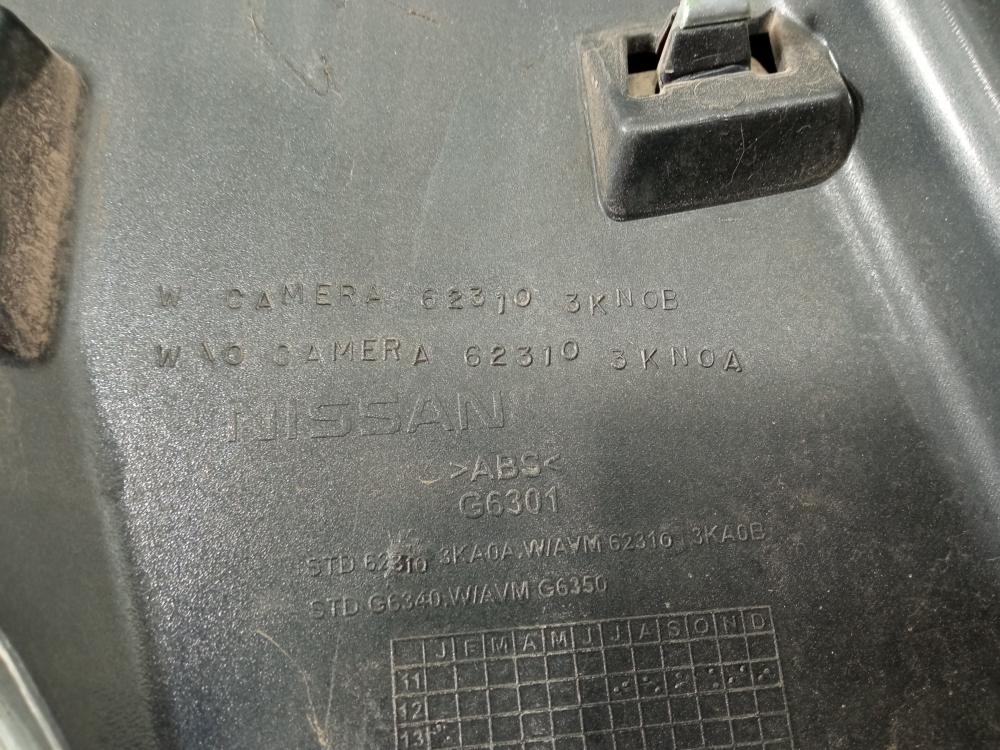 W CAMERA 62310 3KN0B
W\O CAMERA 62310 3KN0A
NISSAN
>ABS<
G6301
STD 62310 3KA0A,W/AVM 62310 3KA0B
STD G6340,W/AVM G6350
J F M A M J J A S O N D
11
12
13